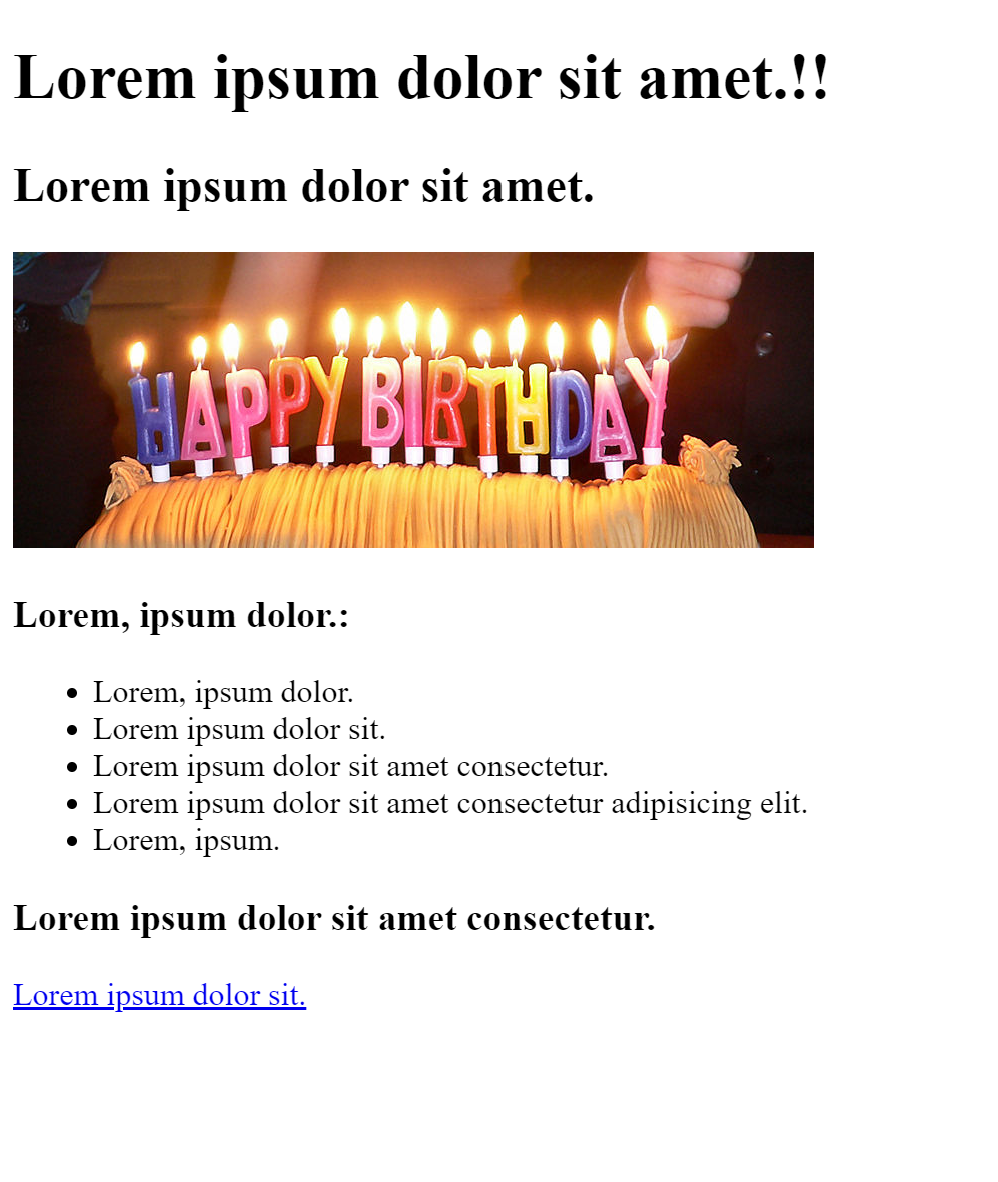 Lorem ipsum dolor sit amet.!!
Lorem ipsum dolor sit amet.
HAPPY BIRTHDAY
Lorem, ipsum dolor.:
Lorem, ipsum dolor.
Lorem ipsum dolor sit.
Lorem ipsum dolor sit amet consectetur.
Lorem ipsum dolor sit amet consectetur adipisicing elit.
Lorem, ipsum.
Lorem ipsum dolor sit amet consectetur.
Lorem ipsum dolor sit.